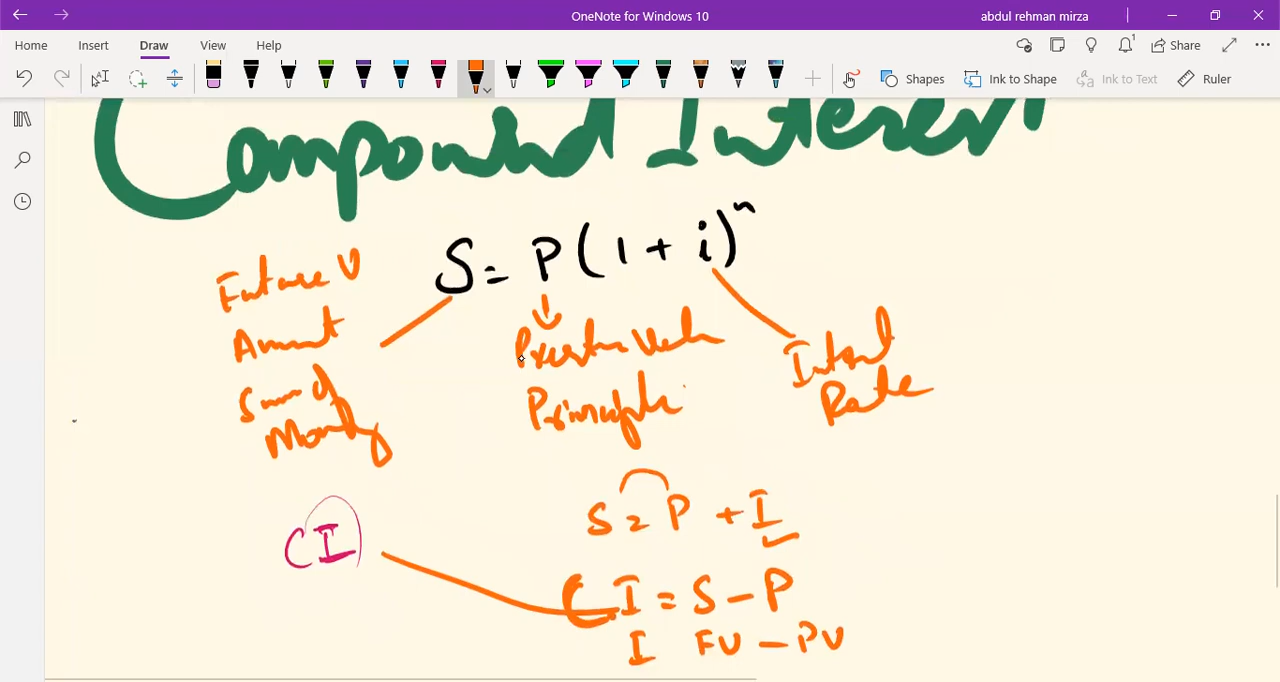 OneNote for Windows 10
abdul rehman mirza
Home Insert Draw View Help
Share
Shapes Ink to Shape Ink to Text Ruler
Compound Interest
S = P(1 + i)^n
Future V
Amount
Sum of
Money
Value
Principle
Interest
Rate
S = P + I
CI
CI = S - P
I FV - PV